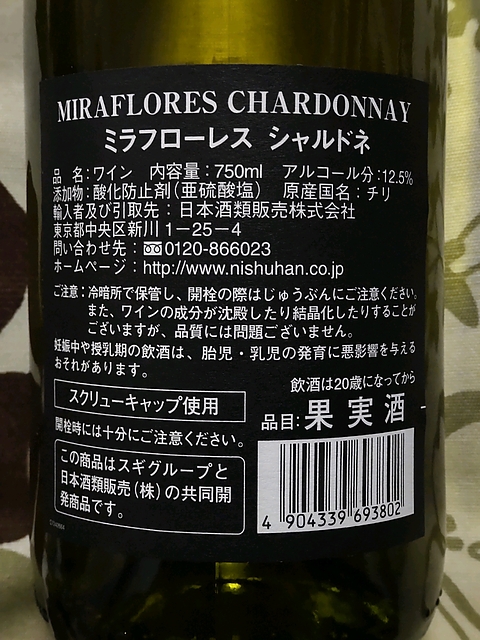 MIRAFLORES CHARDONNAY
ミラフローレス シャルドネ
品 名：ワイン 内容量：750ml アルコール分：12.5%
添加物：酸化防止剤（亜硫酸塩） 原産国名：チリ
輸入者及び引取先：日本酒類販売株式会社
東京都中央区新川 1－25－4
問い合わせ先：0120-866023
ホームページ：http://www.nishuhan.co.jp
ご注意：冷暗所で保管し、開栓の際はじゅうぶんにご注意ください。
また、ワインの成分が沈殿したり結晶化したりすることが
ございますが、品質には問題ございません。
妊娠中や授乳期の飲酒は、胎児・乳児の発育に悪影響を与える
おそれがあります。
飲酒は20歳になってから
スクリューキャップ使用
品目：果実酒
開栓時には十分にご注意ください。
この商品はスギグループと
日本酒類販売（株）の共同開
発商品です。
4 904339 693802